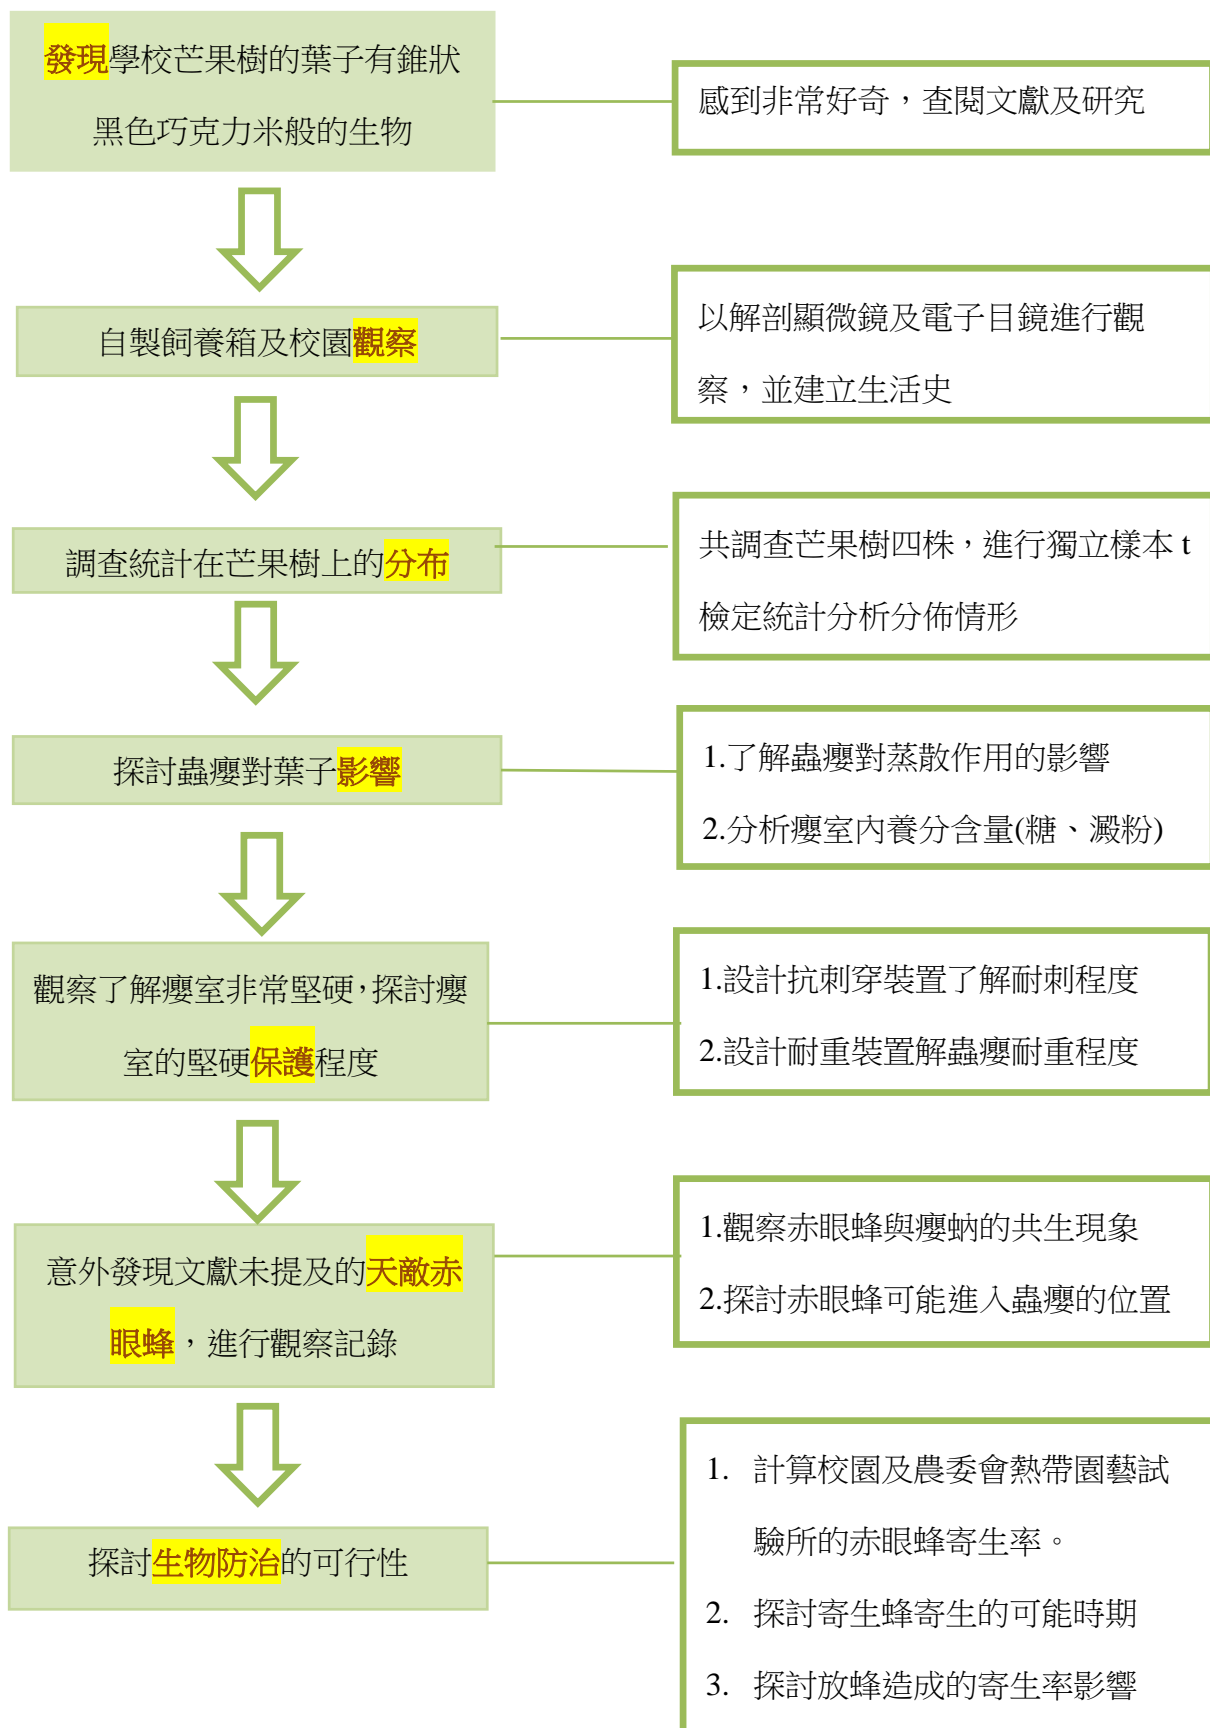 發現學校芒果樹的葉子有錐狀
黑色巧克力米般的生物
感到非常好奇，查閱文獻及研究
自製飼養箱及校園觀察
以解剖顯微鏡及電子目鏡進行觀
察，並建立生活史
調查統計在芒果樹上的分布
共調查芒果樹四株，進行獨立樣本 t
檢定統計分析分佈情形
探討蟲癭對葉子影響
1.了解蟲癭對蒸散作用的影響
2.分析癭室內養分含量(糖、澱粉)
觀察了解癭室非常堅硬，探討癭
室的堅硬保護程度
1.設計抗刺穿裝置了解耐刺程度
2.設計耐重裝置解蟲癭耐重程度
意外發現文獻未提及的天敵赤
眼蜂，進行觀察記錄
1.觀察赤眼蜂與癭蚋的共生現象
2.探討赤眼蜂可能進入蟲癭的位置
探討生物防治的可行性
1. 計算校園及農委會熱帶園藝試
驗所的赤眼蜂寄生率。
2. 探討寄生蜂寄生的可能時期
3. 探討放蜂造成的寄生率影響